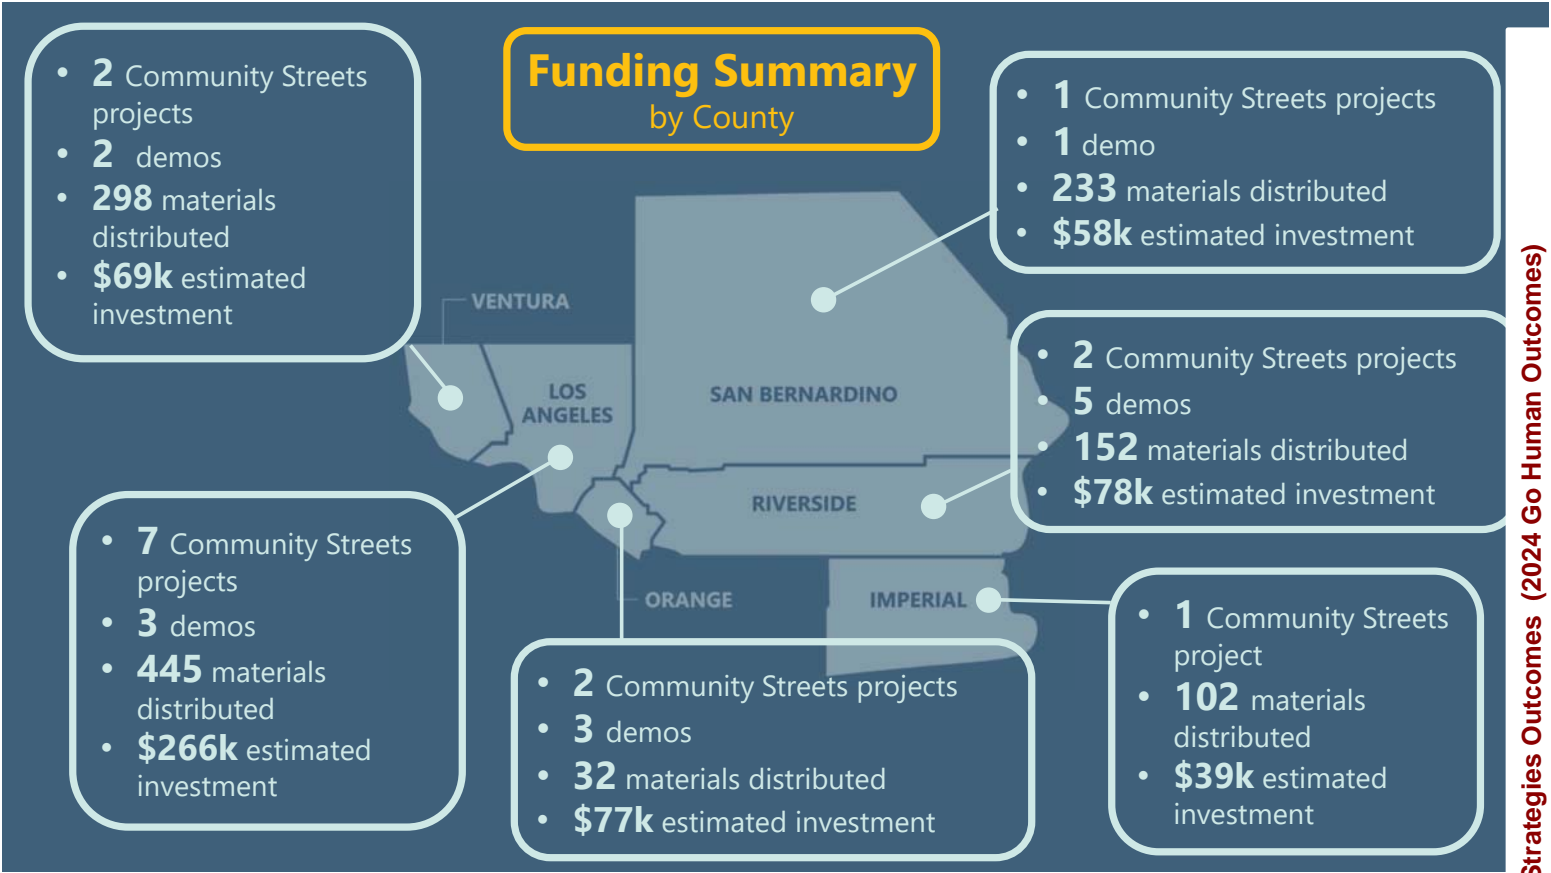 Funding Summary
by County
• 2 Community Streets
projects
• 2 demos
• 298 materials
distributed
• $69k estimated
investment
• 1 Community Streets projects
• 1 demo
• 233 materials distributed
• $58k estimated investment
VENTURA
LOS
ANGELES
SAN BERNARDINO
• 2 Community Streets projects
• 5 demos
• 152 materials distributed
• $78k estimated investment
RIVERSIDE
• 7 Community Streets
projects
• 3 demos
• 445 materials
distributed
• $266k estimated
investment
ORANGE
IMPERIAL
• 2 Community Streets projects
• 3 demos
• 32 materials distributed
• $77k estimated investment
• 1 Community Streets
project
• 102 materials
distributed
• $39k estimated
investment
Strategies Outcomes (2024 Go Human Outcomes)